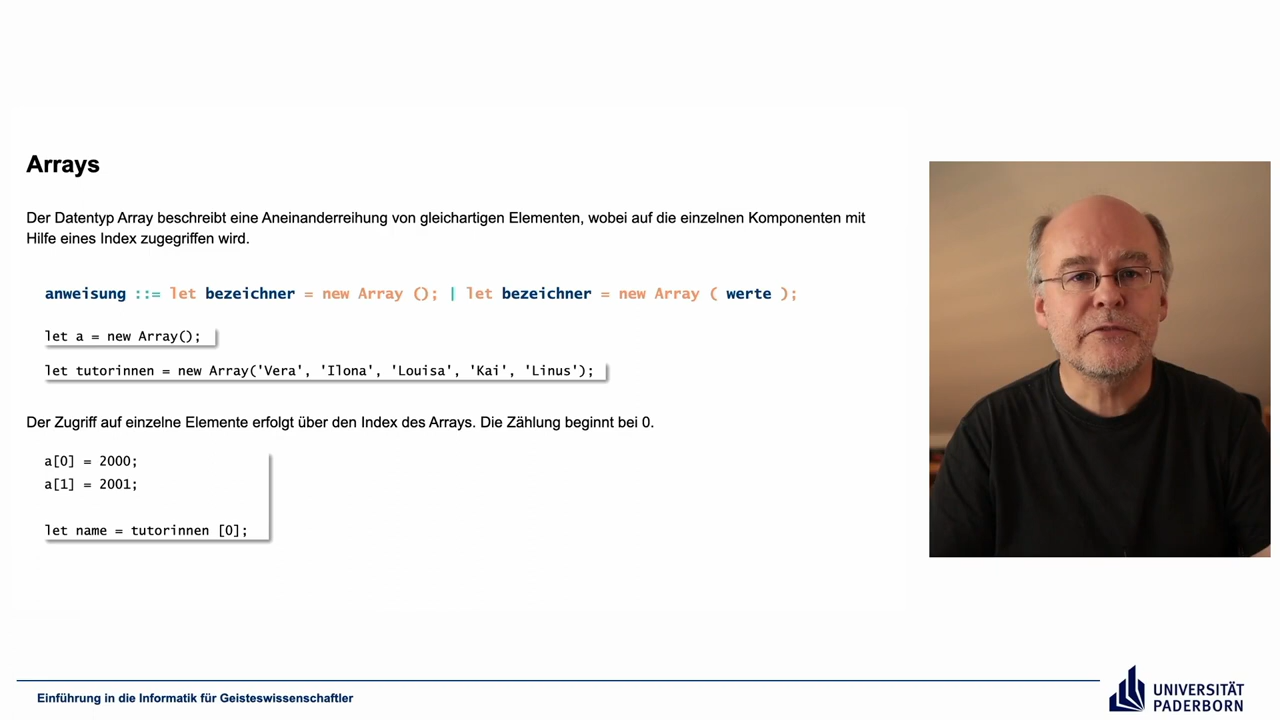 Arrays
Der Datentyp Array beschreibt eine Aneinanderreihung von gleichartigen Elementen, wobei auf die einzelnen Komponenten mit
Hilfe eines Index zugegriffen wird.
anweisung ::= let bezeichner = new Array (); | let bezeichner = new Array ( werte );
let a = new Array();
let tutorinnen = new Array('Vera', 'Ilona', 'Louisa', 'Kai', 'Linus');
Der Zugriff auf einzelne Elemente erfolgt über den Index des Arrays. Die Zählung beginnt bei 0.
a[0] = 2000;
a[1] = 2001;
let name = tutorinnen [0];
Einführung in die Informatik für Geisteswissenschaftler
UNIVERSITÄT
PADERBORN